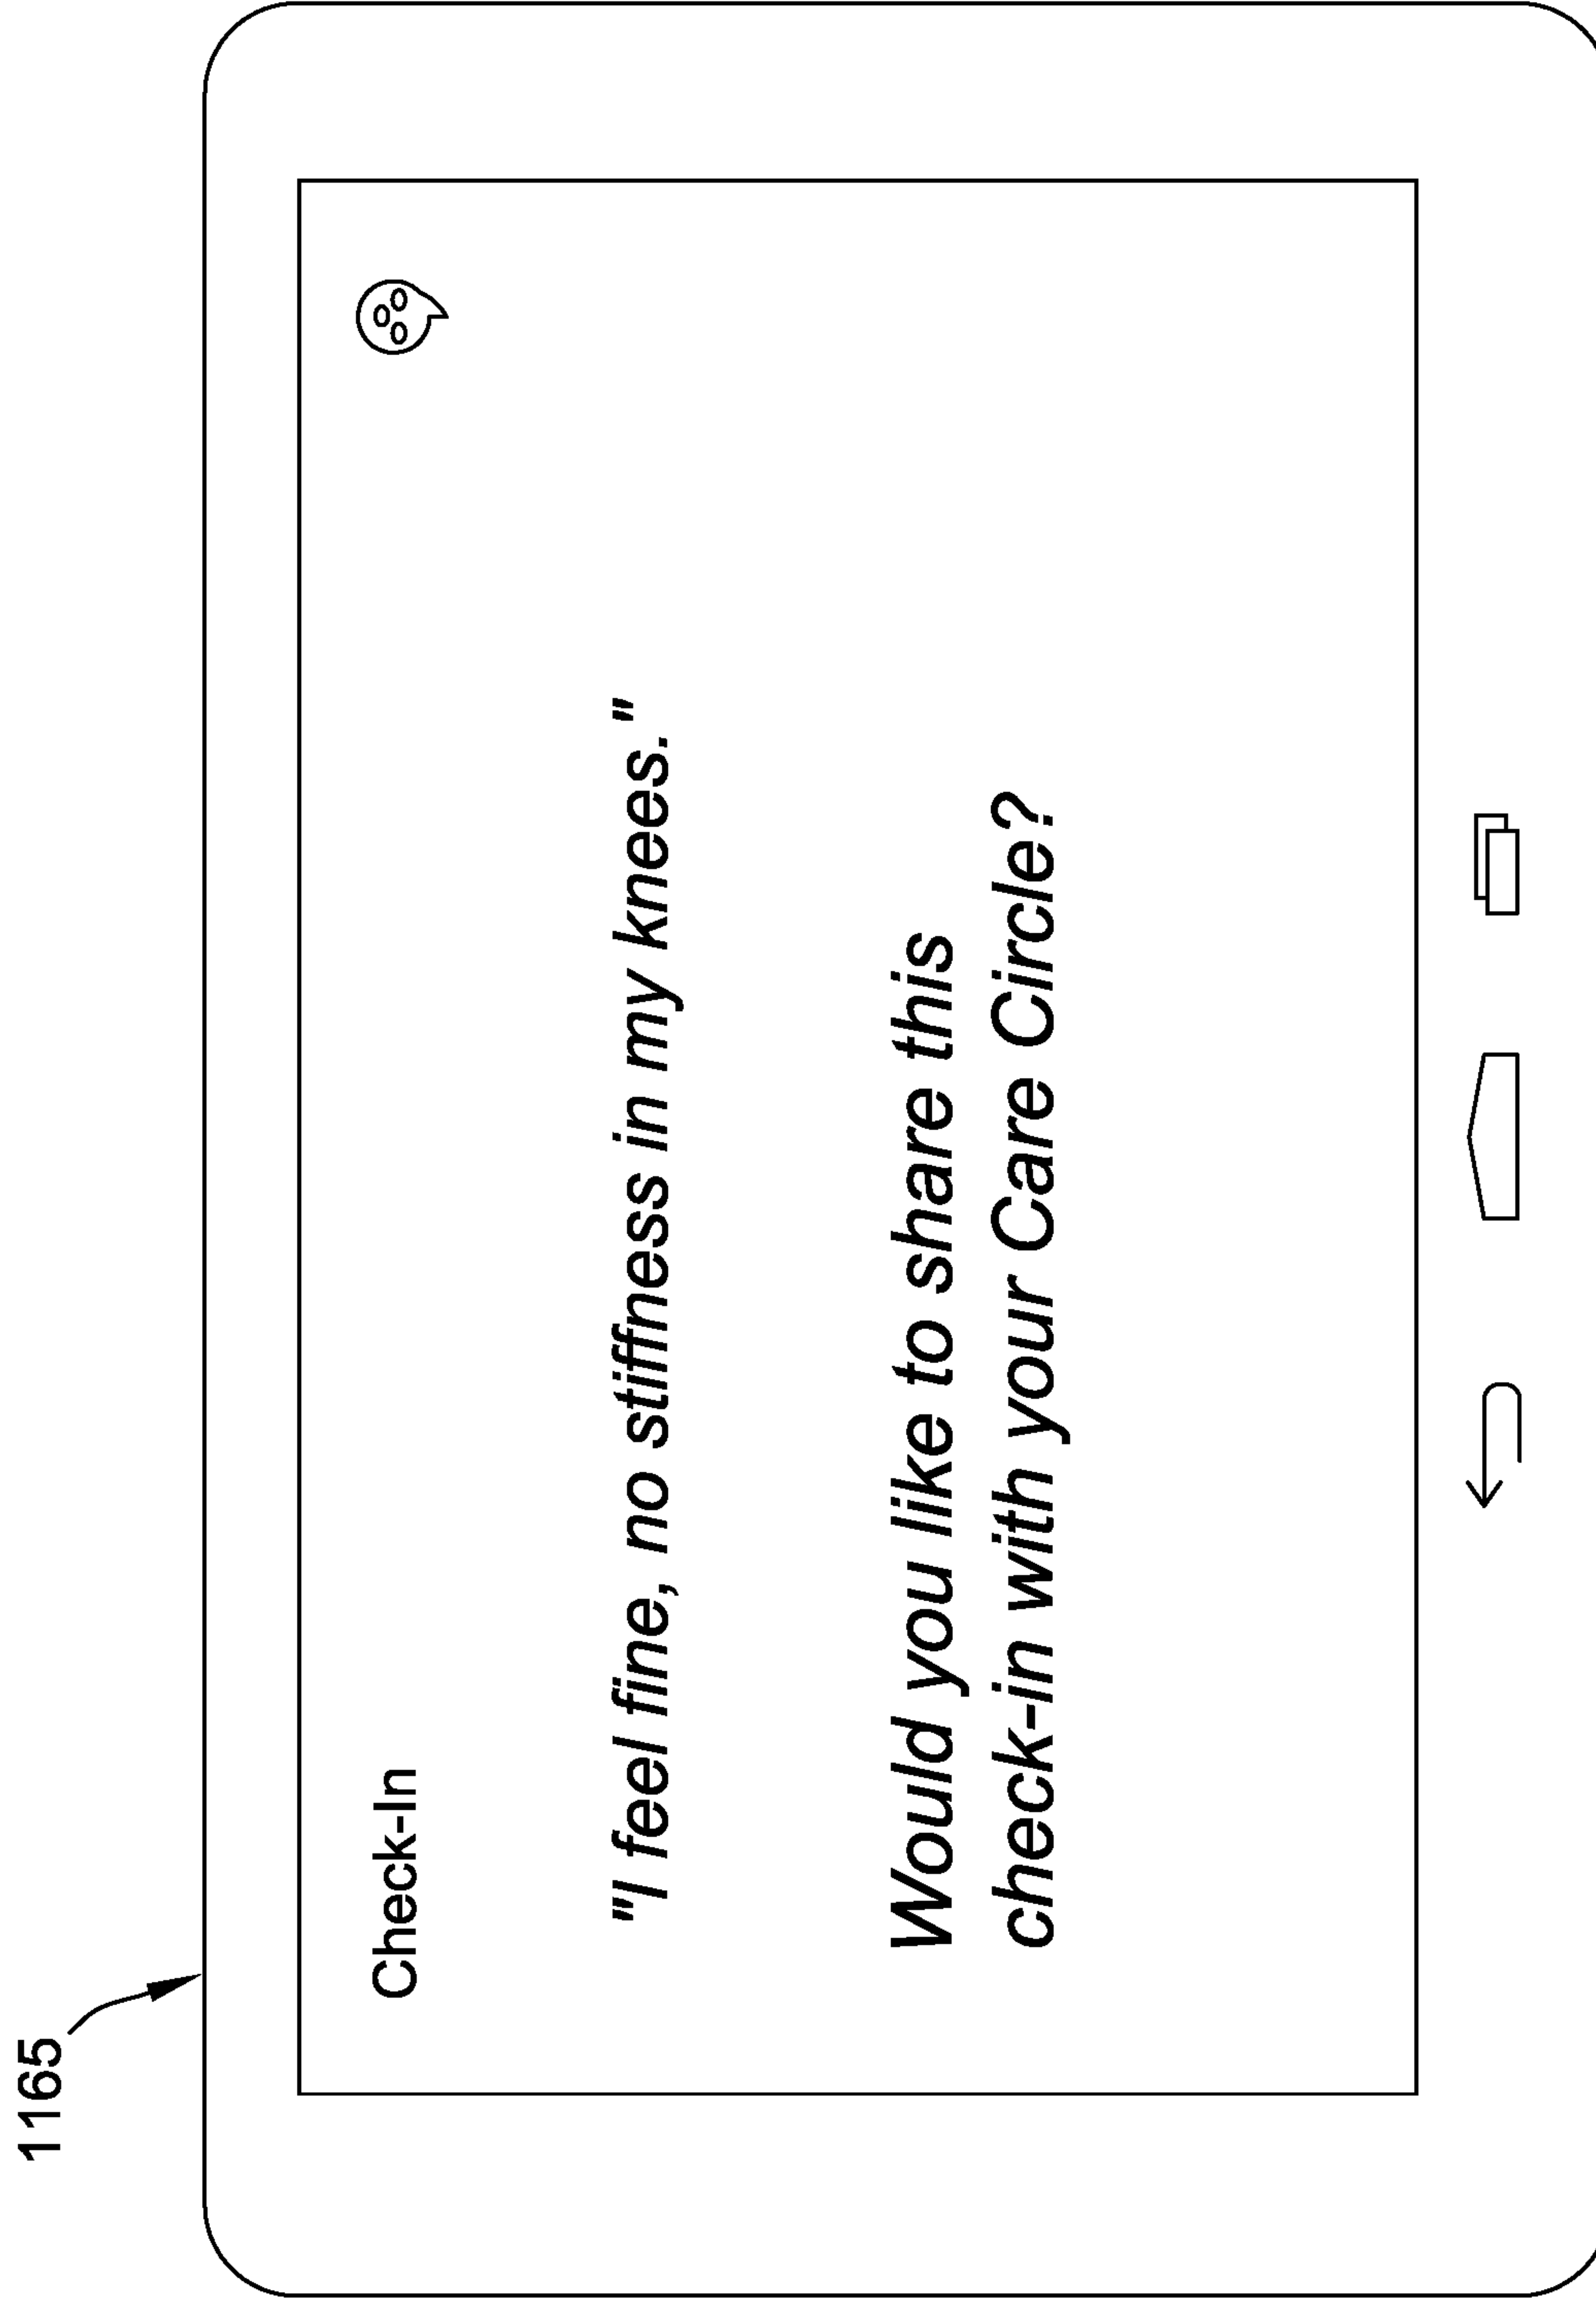 1165
Check-In
"I feel fine, no stiffness in my knees."
Would you like to share this
check-in with your Care Circle?